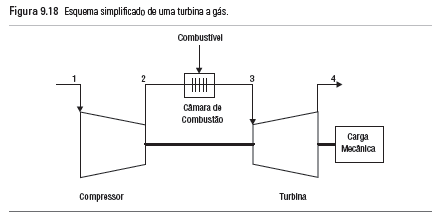 Figura 9.18 Esquema simplificado de uma turbina a gás.
Combustível
1 2 3 4
Câmara de
Combustão
Carga
Mecânica
Compressor Turbina